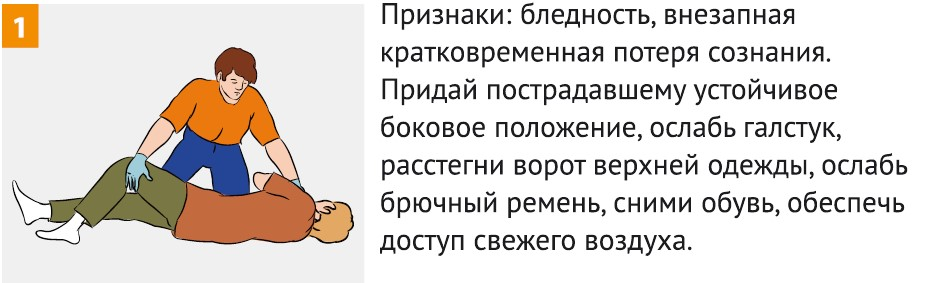 1
Признаки: бледность, внезапная
кратковременная потеря сознания.
Придай пострадавшему устойчивое
боковое положение, ослабь галстук,
расстегни ворот верхней одежды, ослабь
брючный ремень, сними обувь, обеспечь
доступ свежего воздуха.